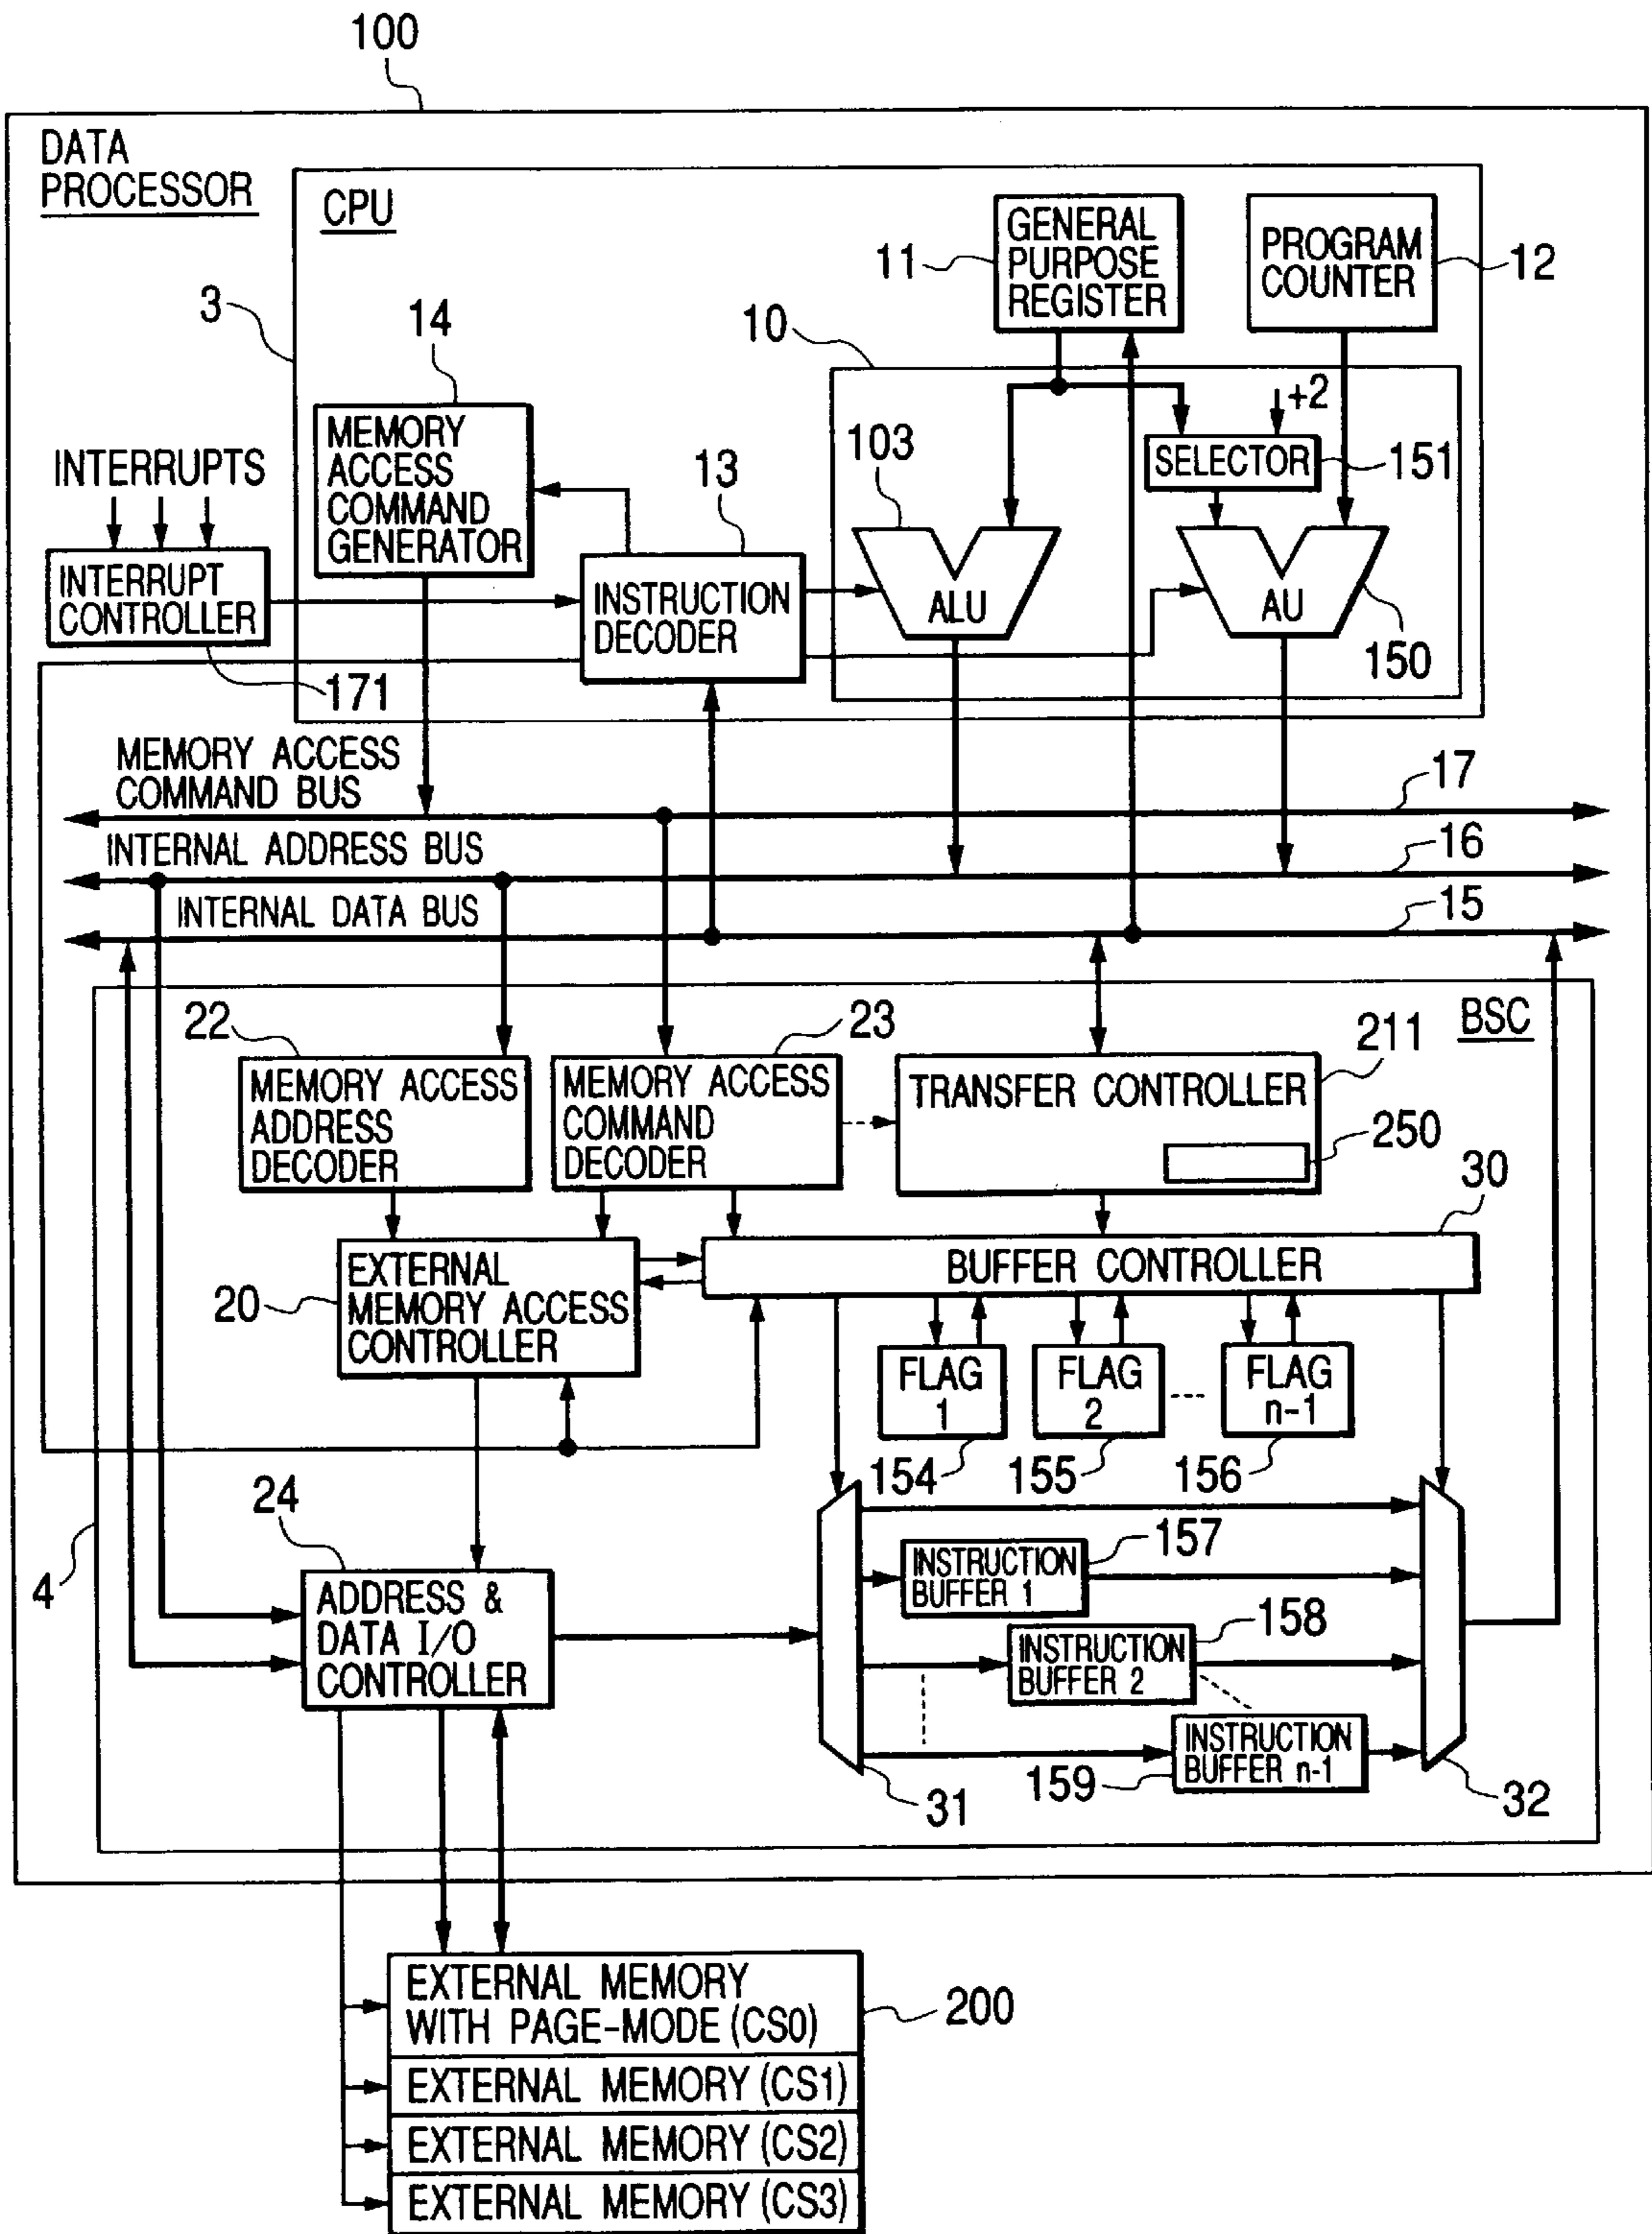 100
DATA
PROCESSOR
CPU
GENERAL
PURPOSE
REGISTER
11
PROGRAM
COUNTER
12
3
14
10
MEMORY
ACCESS
COMMAND
GENERATOR
+2
103
SELECTOR
151
INTERRUPTS
13
INTERRUPT
CONTROLLER
INSTRUCTION
DECODER
ALU
AU
150
171
MEMORY ACCESS
COMMAND BUS
17
INTERNAL ADDRESS BUS
16
INTERNAL DATA BUS
15
BSC
22
23
211
MEMORY ACCESS
ADDRESS
DECODER
MEMORY ACCESS
COMMAND
DECODER
TRANSFER CONTROLLER
250
30
EXTERNAL
MEMORY ACCESS
CONTROLLER
20
BUFFER CONTROLLER
FLAG
1
FLAG
2
FLAG
n-1
154
155
156
24
4
ADDRESS &
DATA I/O
CONTROLLER
INSTRUCTION
BUFFER 1
157
INSTRUCTION
BUFFER 2
158
INSTRUCTION
BUFFER n-1
159
31
32
EXTERNAL MEMORY
WITH PAGE-MODE (CS0)
200
EXTERNAL MEMORY (CS1)
EXTERNAL MEMORY (CS2)
EXTERNAL MEMORY (CS3)